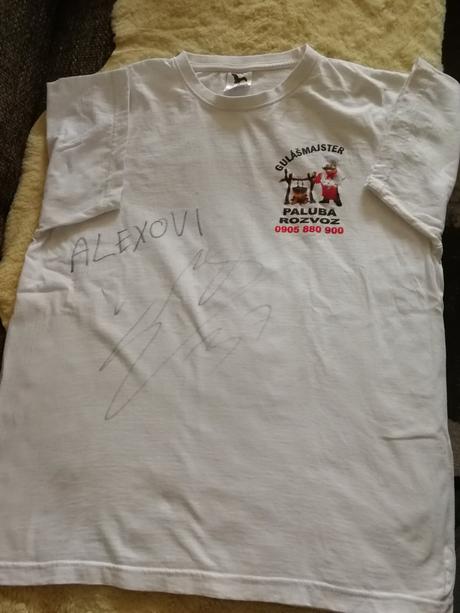 GULÁŠMAJSTER
PALUBA
ROZVOZ
0905 880 900
ALEXOVI